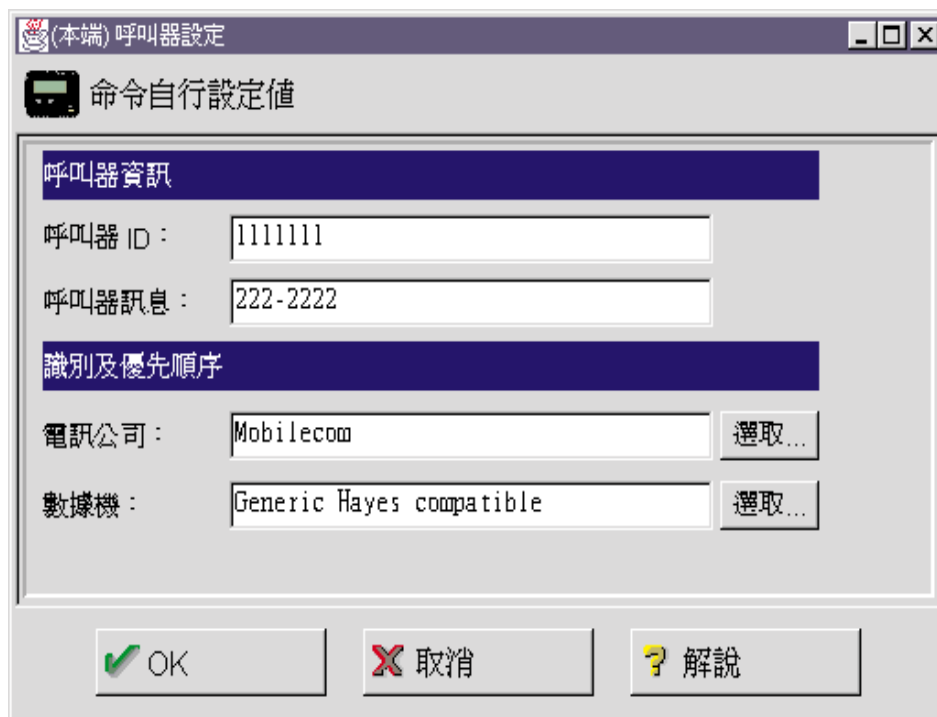 (本端) 呼叫器設定
命令自行設定値
呼叫器資訊
呼叫器 ID：
1111111
呼叫器訊息：
222-2222
識別及優先順序
電訊公司：
Mobilecom
選取...
數據機：
Generic Hayes compatible
選取...
OK
取消
解說